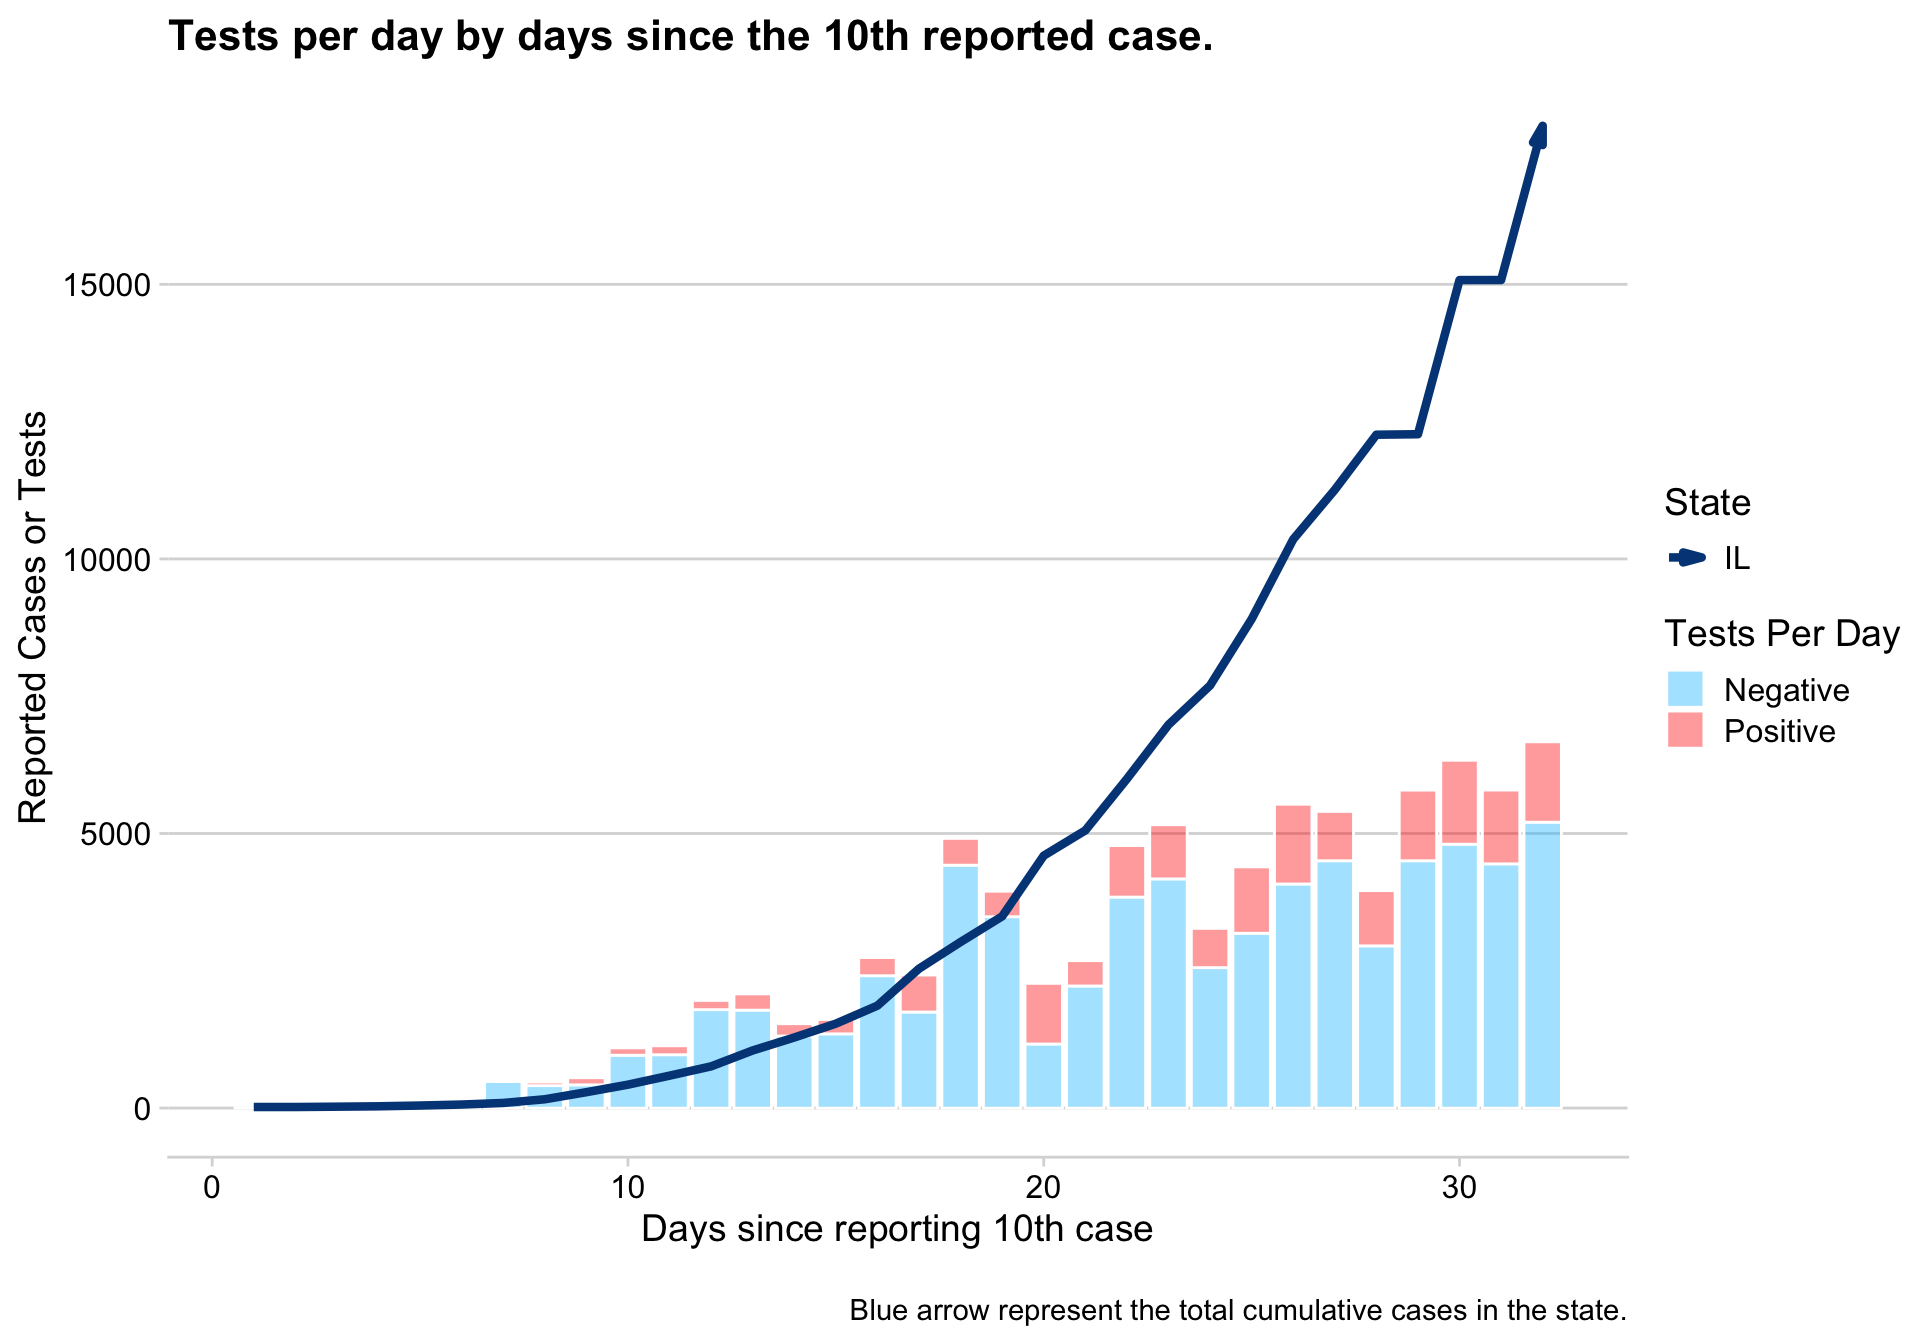 Tests per day by days since the 10th reported case.
15000
10000
5000
0
Reported Cases or Tests
0
10
20
30
Days since reporting 10th case
State
IL
Tests Per Day
Negative
Positive
Blue arrow represent the total cumulative cases in the state.